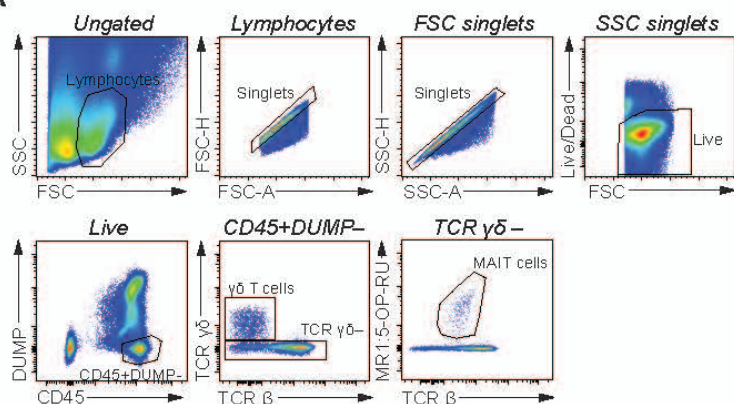 Ungated
Lymphocytes
FSC singlets
SSC singlets
Lymphocytes
SSC
FSC
Singlets
FSC-H
FSC-A
Singlets
SSC-H
SSC-A
Live/Dead
Live
FSC
Live
CD45+DUMP–
TCR γδ –
DUMP
CD45+DUMP-
CD45
γδ T cells
TCR γδ
TCR γδ–
TCR β
MAIT cells
MR1:5-OP-RU
TCR β